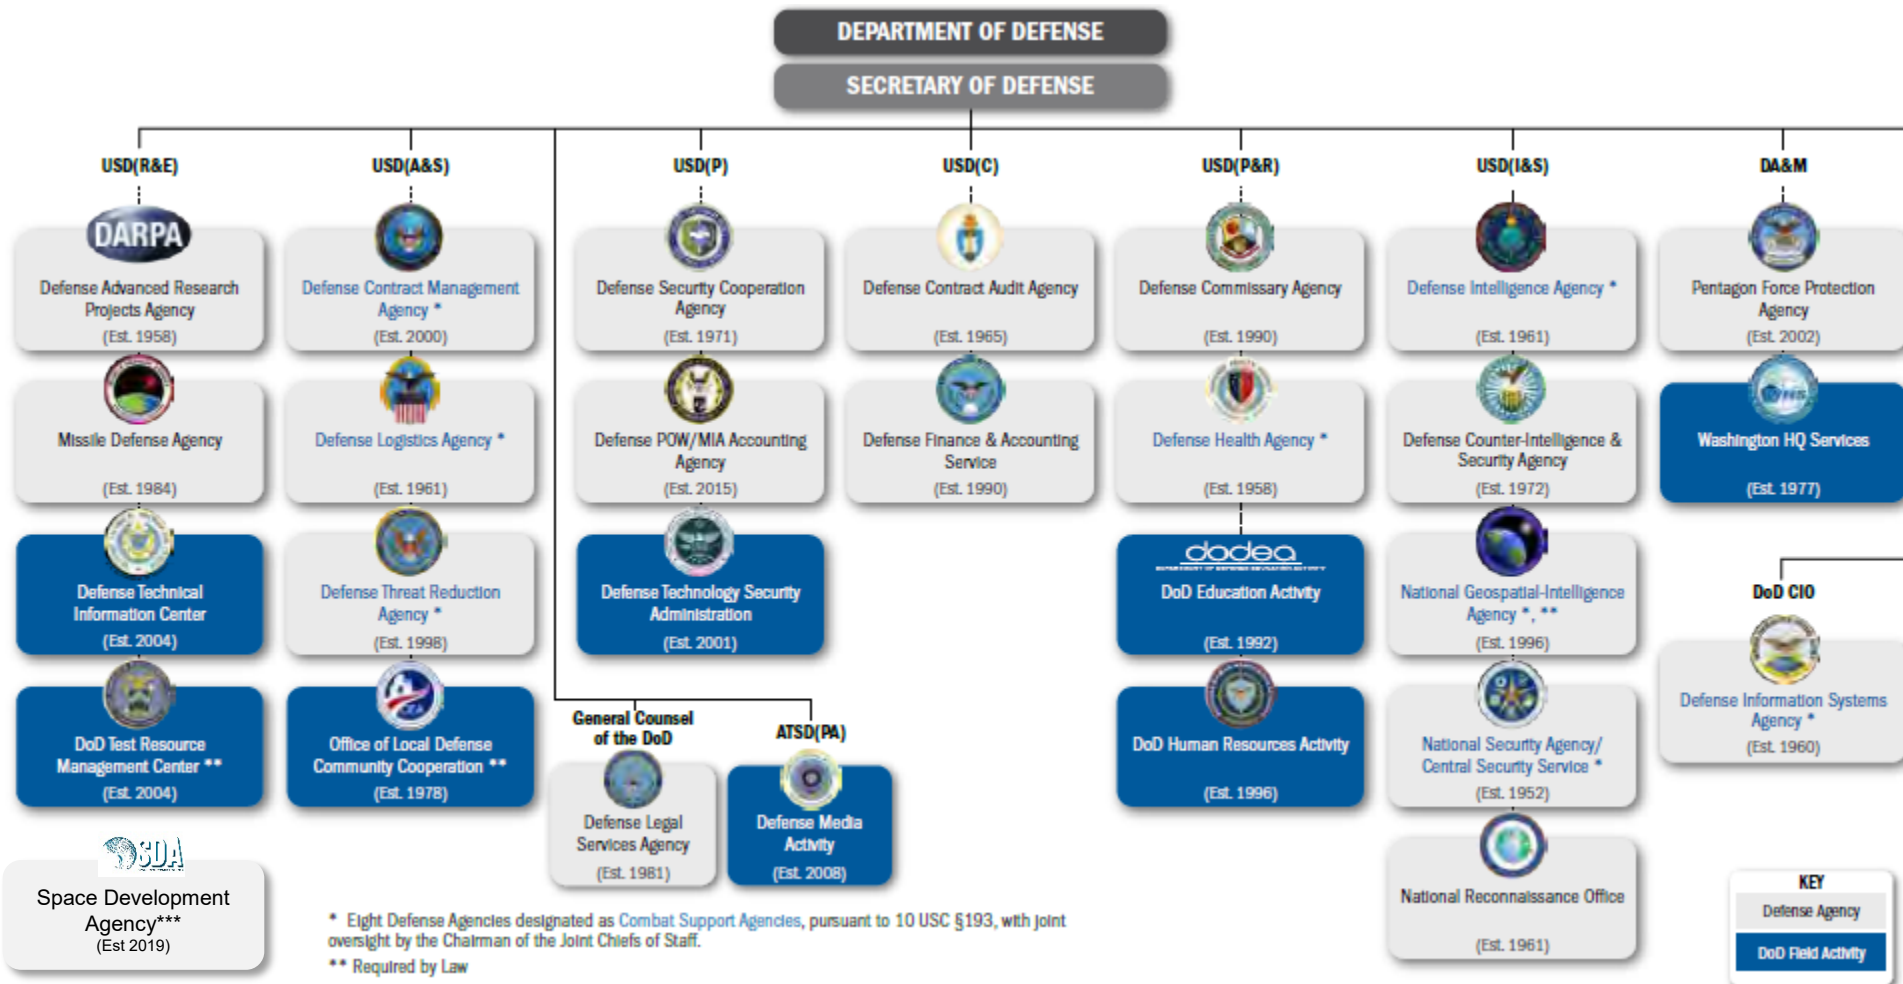 DEPARTMENT OF DEFENSE
SECRETARY OF DEFENSE
USD(R&E)
DARPA
Defense Advanced Research
Projects Agency
(Est. 1958)
Missile Defense Agency
(Est. 1984)
Defense Technical
Information Center
(Est. 2004)
DoD Test Resource
Management Center **
(Est. 2004)
SDA
Space Development
Agency***
(Est 2019)
USD(A&S)
Defense Contract Management
Agency *
(Est. 2000)
Defense Logistics Agency *
(Est. 1961)
Defense Threat Reduction
Agency *
(Est. 1998)
Office of Local Defense
Community Cooperation **
(Est. 1978)
USD(P)
Defense Security Cooperation
Agency
(Est. 1971)
Defense POW/MIA Accounting
Agency
(Est. 2015)
Defense Technology Security
Administration
(Est. 2001)
General Counsel
of the DoD
Defense Legal
Services Agency
(Est. 1981)
ATSD(PA)
Defense Media
Activity
(Est. 2008)
USD(C)
Defense Contract Audit Agency
(Est. 1965)
Defense Finance & Accounting
Service
(Est. 1990)
USD(P&R)
Defense Commissary Agency
(Est. 1990)
Defense Health Agency *
(Est. 1958)
dodea
DoD Education Activity
(Est. 1992)
DoD Human Resources Activity
(Est. 1996)
USD(I&S)
Defense Intelligence Agency *
(Est. 1961)
Defense Counter-Intelligence &
Security Agency
(Est. 1972)
National Geospatial-Intelligence
Agency *, **
(Est. 1996)
National Security Agency/
Central Security Service *
(Est. 1952)
National Reconnaissance Office
(Est. 1961)
DA&M
Pentagon Force Protection
Agency
(Est. 2002)
Washington HQ Services
(Est. 1977)
DoD CIO
Defense Information Systems
Agency *
(Est. 1960)
* Eight Defense Agencies designated as Combat Support Agencies, pursuant to 10 USC §193, with joint
oversight by the Chairman of the Joint Chiefs of Staff.
** Required by Law
KEY
Defense Agency
DoD Field Activity